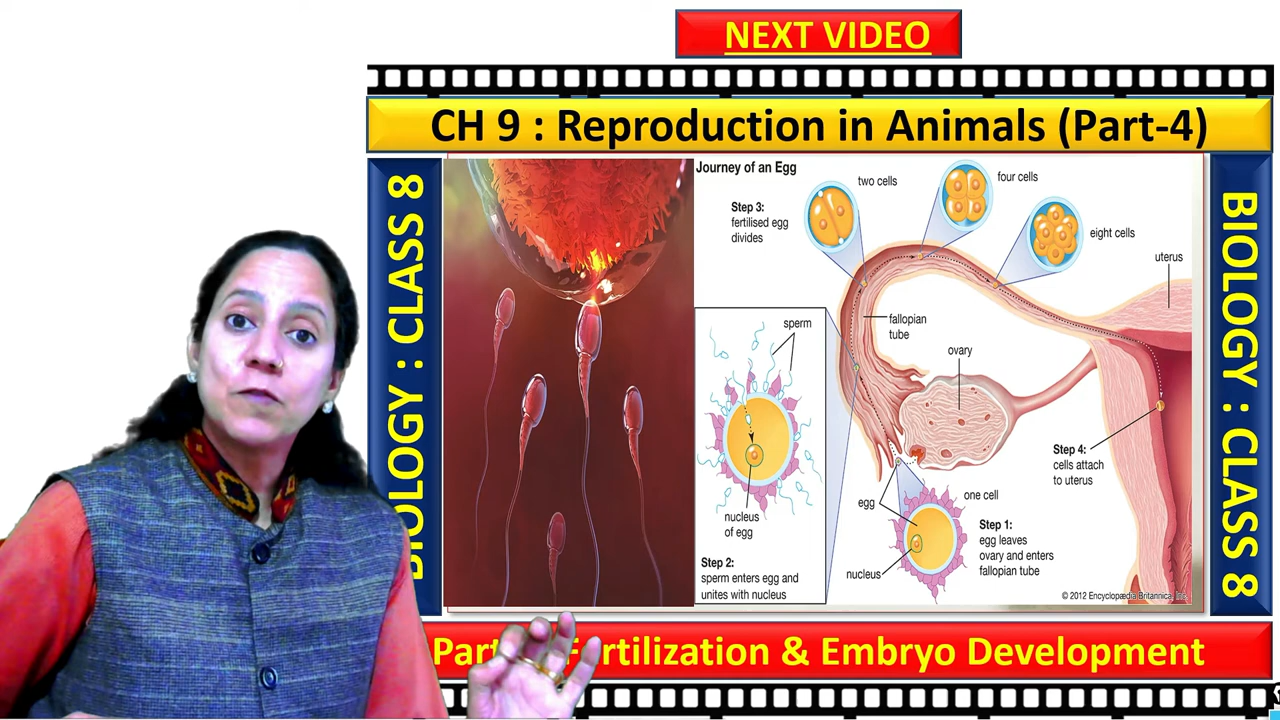 NEXT VIDEO
CH 9 : Reproduction in Animals (Part-4)
BIOLOGY : CLASS 8
Journey of an Egg
two cells
four cells
Step 3:
fertilised egg
divides
eight cells
uterus
fallopian
tube
sperm
ovary
Step 4:
cells attach
to uterus
egg
one cell
nucleus
of egg
Step 1:
egg leaves
ovary and enters
fallopian tube
nucleus
Step 2:
sperm enters egg and
unites with nucleus
© 2012 Encyclopædia Britannica, Inc.
BIOLOGY : CLASS 8
Part Fertilization & Embryo Development